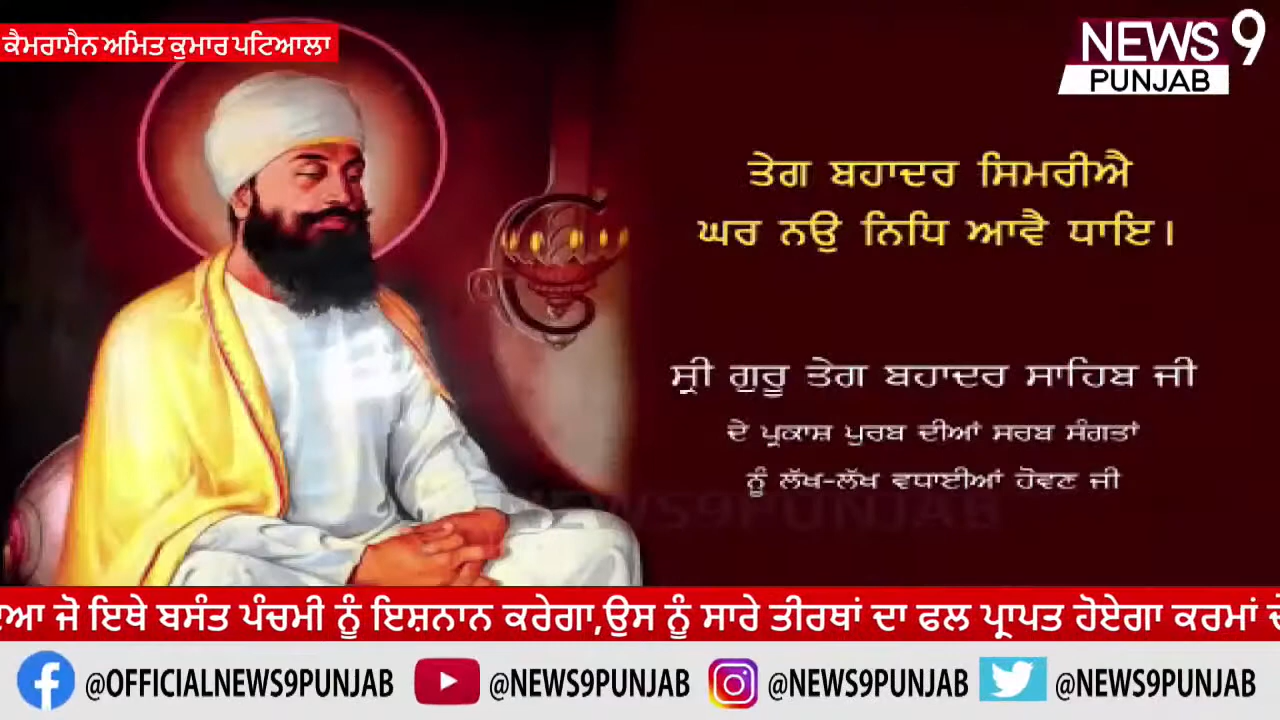 ਕੈਮਰਾਮੈਨ ਅਮਿਤ ਕੁਮਾਰ ਪਟਿਆਲਾ
NEWS 9
PUNJAB
ਤੇਗ ਬਹਾਦਰ ਸਿਮਰੀਐ
ਘਰ ਨਉ ਨਿਧਿ ਆਵੈ ਧਾਇ।
ਸ੍ਰੀ ਗੁਰੂ ਤੇਗ ਬਹਾਦਰ ਸਾਹਿਬ ਜੀ
ਦੇ ਪ੍ਰਕਾਸ਼ ਪੁਰਬ ਦੀਆਂ ਸਰਬ ਸੰਗਤਾਂ
ਨੂੰ ਲੱਖ-ਲੱਖ ਵਧਾਈਆਂ ਹੋਵਣ ਜੀ
NEWS9PUNJAB
ਜੋ ਇਥੇ ਬਸੰਤ ਪੰਚਮੀ ਨੂੰ ਇਸ਼ਨਾਨ ਕਰੇਗਾ,ਉਸ ਨੂੰ ਸਾਰੇ ਤੀਰਥਾਂ ਦਾ ਫਲ ਪ੍ਰਾਪਤ ਹੋਏਗਾ ਕਰਮਾਂ
@OFFICIALNEWS9PUNJAB @NEWS9PUNJAB @NEWS9PUNJAB @NEWS9PUNJAB